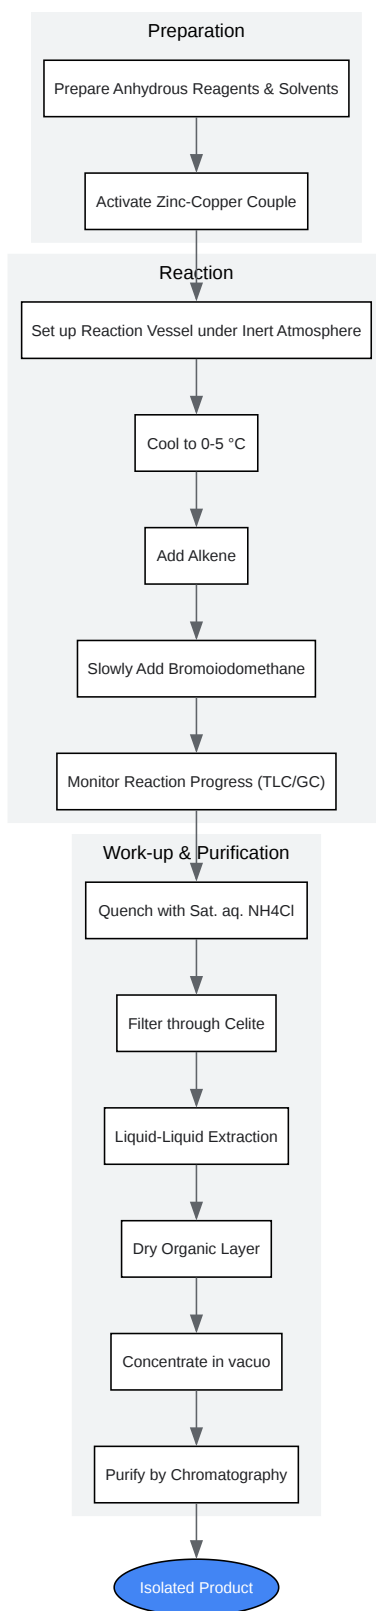 Preparation
Prepare Anhydrous Reagents & Solvents
Activate Zinc-Copper Couple
Reaction
Set up Reaction Vessel under Inert Atmosphere
Cool to 0-5 °C
Add Alkene
Slowly Add Bromoiodomethane
Monitor Reaction Progress (TLC/GC)
Work-up & Purification
Quench with Sat. aq. NH4Cl
Filter through Celite
Liquid-Liquid Extraction
Dry Organic Layer
Concentrate in vacuo
Purify by Chromatography
Isolated Product